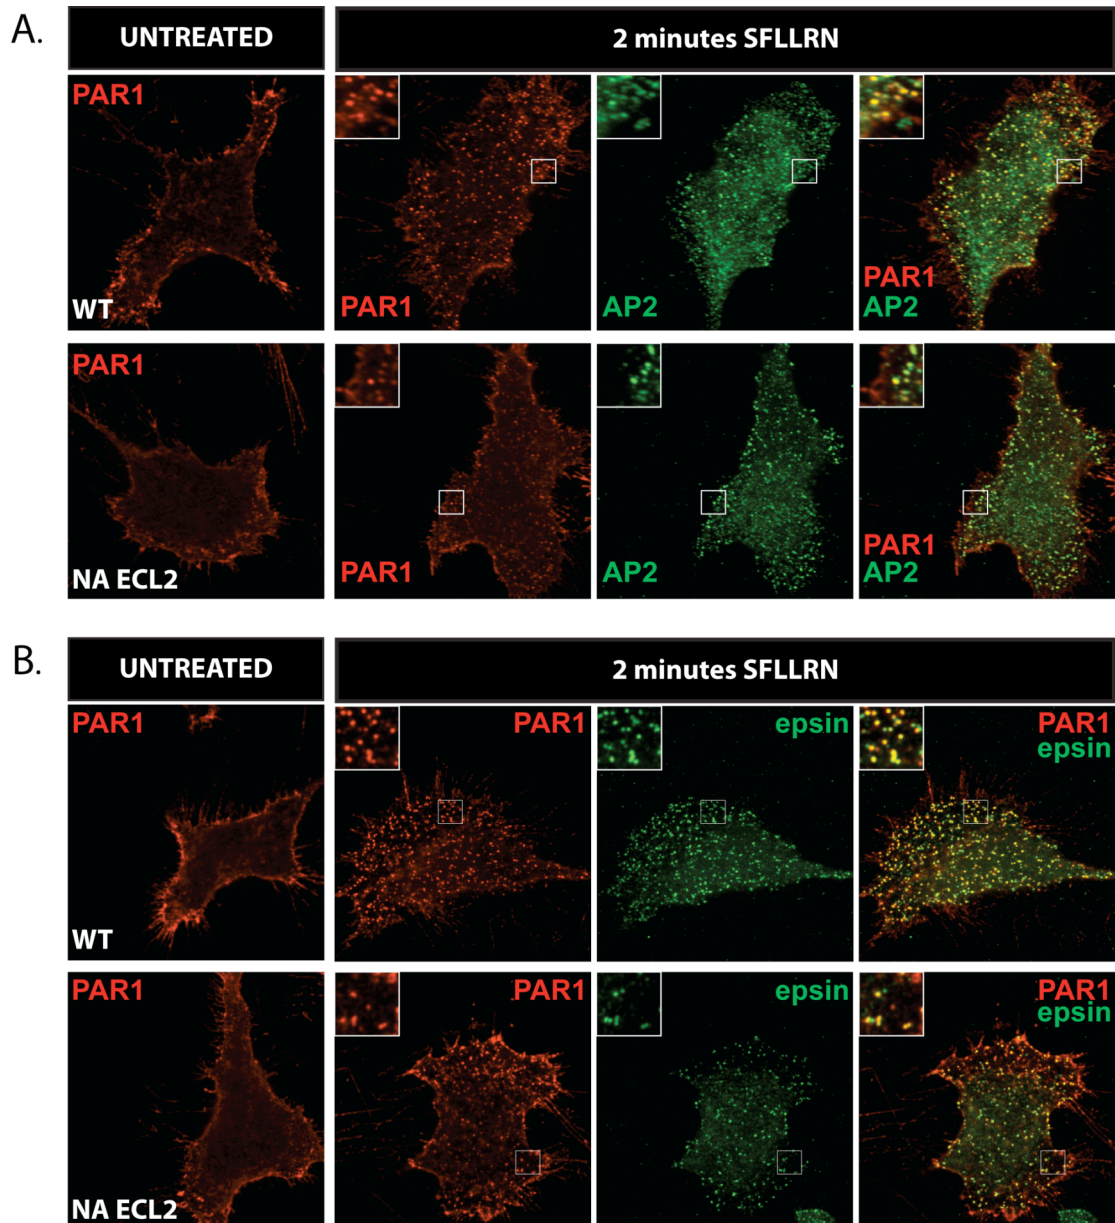 A.
UNTREATED
2 minutes SFLLRN
PAR1
WT
PAR1
AP2
PAR1
AP2
PAR1
NA ECL2
PAR1
AP2
PAR1
AP2
B.
UNTREATED
2 minutes SFLLRN
PAR1
WT
PAR1
epsin
PAR1
epsin
PAR1
NA ECL2
PAR1
epsin
PAR1
epsin